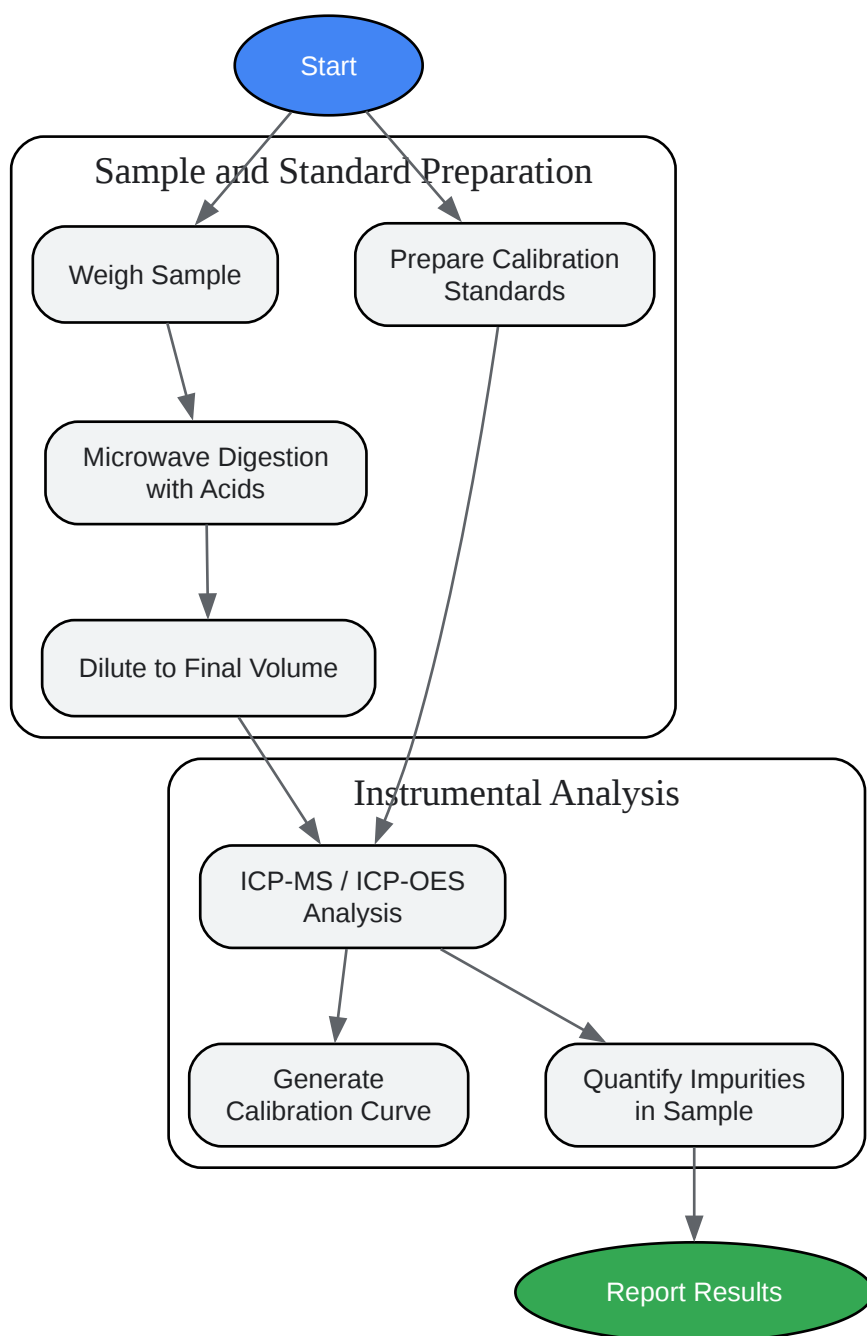 Start
Sample and Standard Preparation
Weigh Sample
Prepare Calibration
Standards
Microwave Digestion
with Acids
Dilute to Final Volume
Instrumental Analysis
ICP-MS / ICP-OES
Analysis
Generate
Calibration Curve
Quantify Impurities
in Sample
Report Results